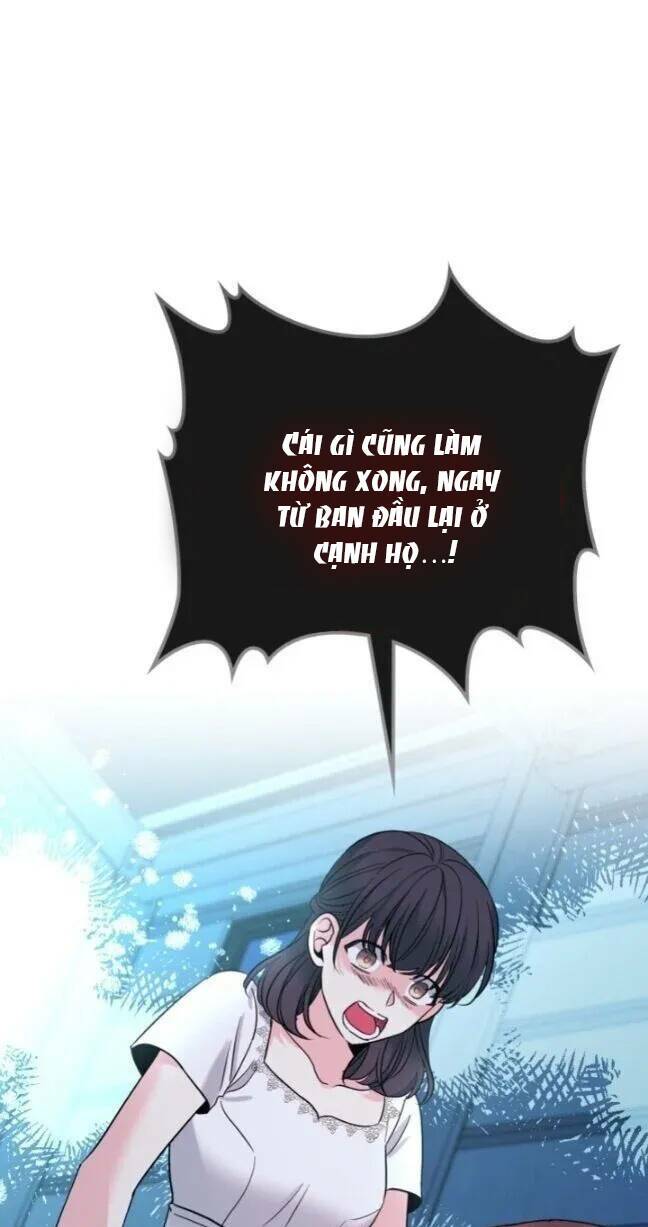 CÁI GÌ CŨNG LÀM
KHÔNG XONG, NGAY
TỪ BAN ĐẦU LẠI Ở
CẠNH HỌ...!